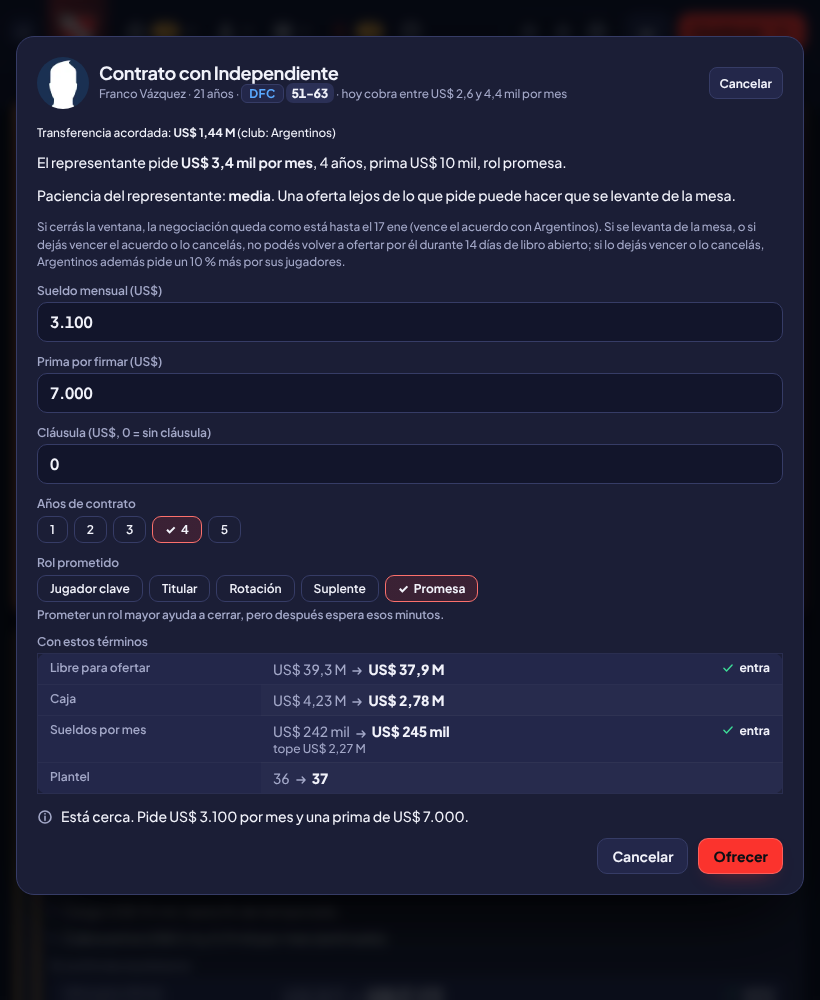 Contrato con Independiente
Franco Vázquez · 21 años · DFC 51–63 · hoy cobra entre US$ 2,6 y 4,4 mil por mes
Cancelar
Transferencia acordada: US$ 1,44 M (club: Argentinos)
El representante pide US$ 3,4 mil por mes, 4 años, prima US$ 10 mil, rol promesa.
Paciencia del representante: media. Una oferta lejos de lo que pide puede hacer que se levante de la mesa.
Si cerrás la ventana, la negociación queda como está hasta el 17 ene (vence el acuerdo con Argentinos). Si se levanta de la mesa, o si
dejás vencer el acuerdo o lo cancelás, no podés volver a ofertar por él durante 14 días de libro abierto; si lo dejás vencer o lo cancelás,
Argentinos además pide un 10 % más por sus jugadores.
Sueldo mensual (US$)
3.100
Prima por firmar (US$)
7.000
Cláusula (US$, 0 = sin cláusula)
0
Años de contrato
1 2 3 ✓ 4 5
Rol prometido
Jugador clave Titular Rotación Suplente ✓ Promesa
Prometer un rol mayor ayuda a cerrar, pero después espera esos minutos.
Con estos términos
Libre para ofertar US$ 39,3 M → US$ 37,9 M ✓ entra
Caja US$ 4,23 M → US$ 2,78 M
Sueldos por mes US$ 242 mil → US$ 245 mil ✓ entra
tope US$ 2,27 M
Plantel 36 → 37
Está cerca. Pide US$ 3.100 por mes y una prima de US$ 7.000.
Cancelar Ofrecer